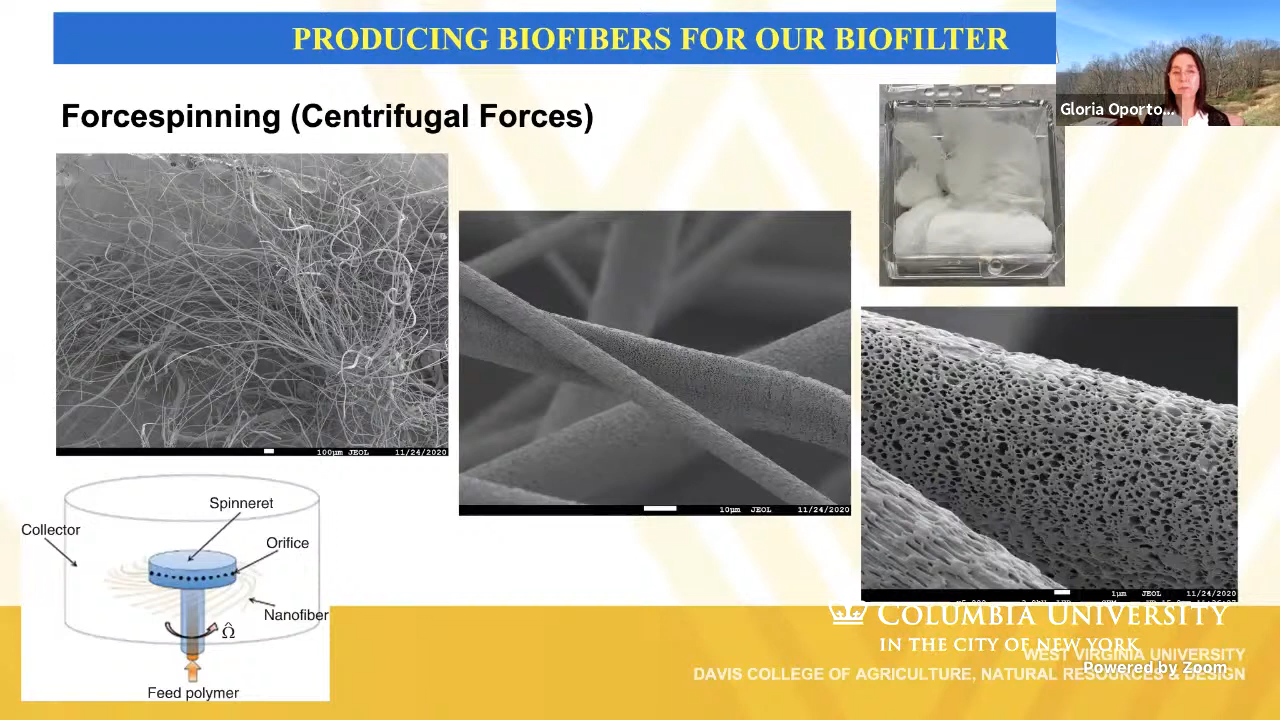 PRODUCING BIOFIBERS FOR OUR BIOFILTER
Gloria Oporto...
Forcespinning (Centrifugal Forces)
100µm JEOL 11/24/2020
10µm JEOL 11/24/2020
1µm JEOL 11/24/2020
Spinneret
Collector
Orifice
Nanofiber
Ω̂
Feed polymer
COLUMBIA UNIVERSITY
IN THE CITY OF NEW YORK
WEST VIRGINIA UNIVERSITY
Powered by Zoom
DAVIS COLLEGE OF AGRICULTURE, NATURAL RESOURCES & DESIGN